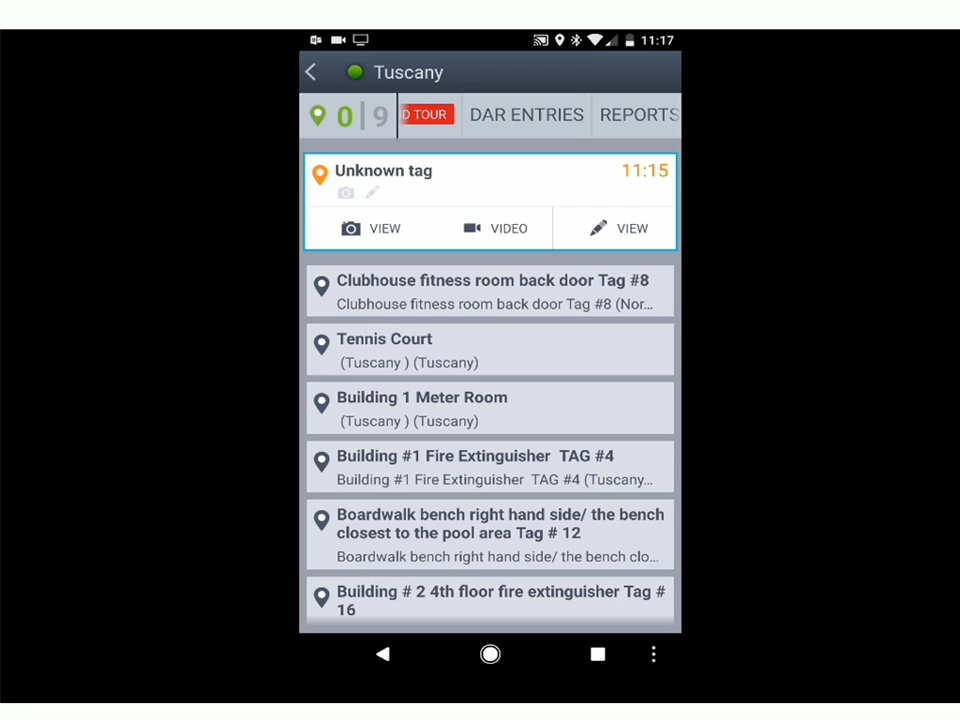 11:17
Tuscany
0|9
D TOUR
DAR ENTRIES
REPORTS
Unknown tag
11:15
VIEW
VIDEO
VIEW
Clubhouse fitness room back door Tag #8
Clubhouse fitness room back door Tag #8 (Nor...
Tennis Court
(Tuscany ) (Tuscany)
Building 1 Meter Room
(Tuscany ) (Tuscany)
Building #1 Fire Extinguisher  TAG #4
Building #1 Fire Extinguisher  TAG #4 (Tuscany...
Boardwalk bench right hand side/ the bench
closest to the pool area Tag # 12
Boardwalk bench right hand side/ the bench clo...
Building # 2 4th floor fire extinguisher Tag #
16